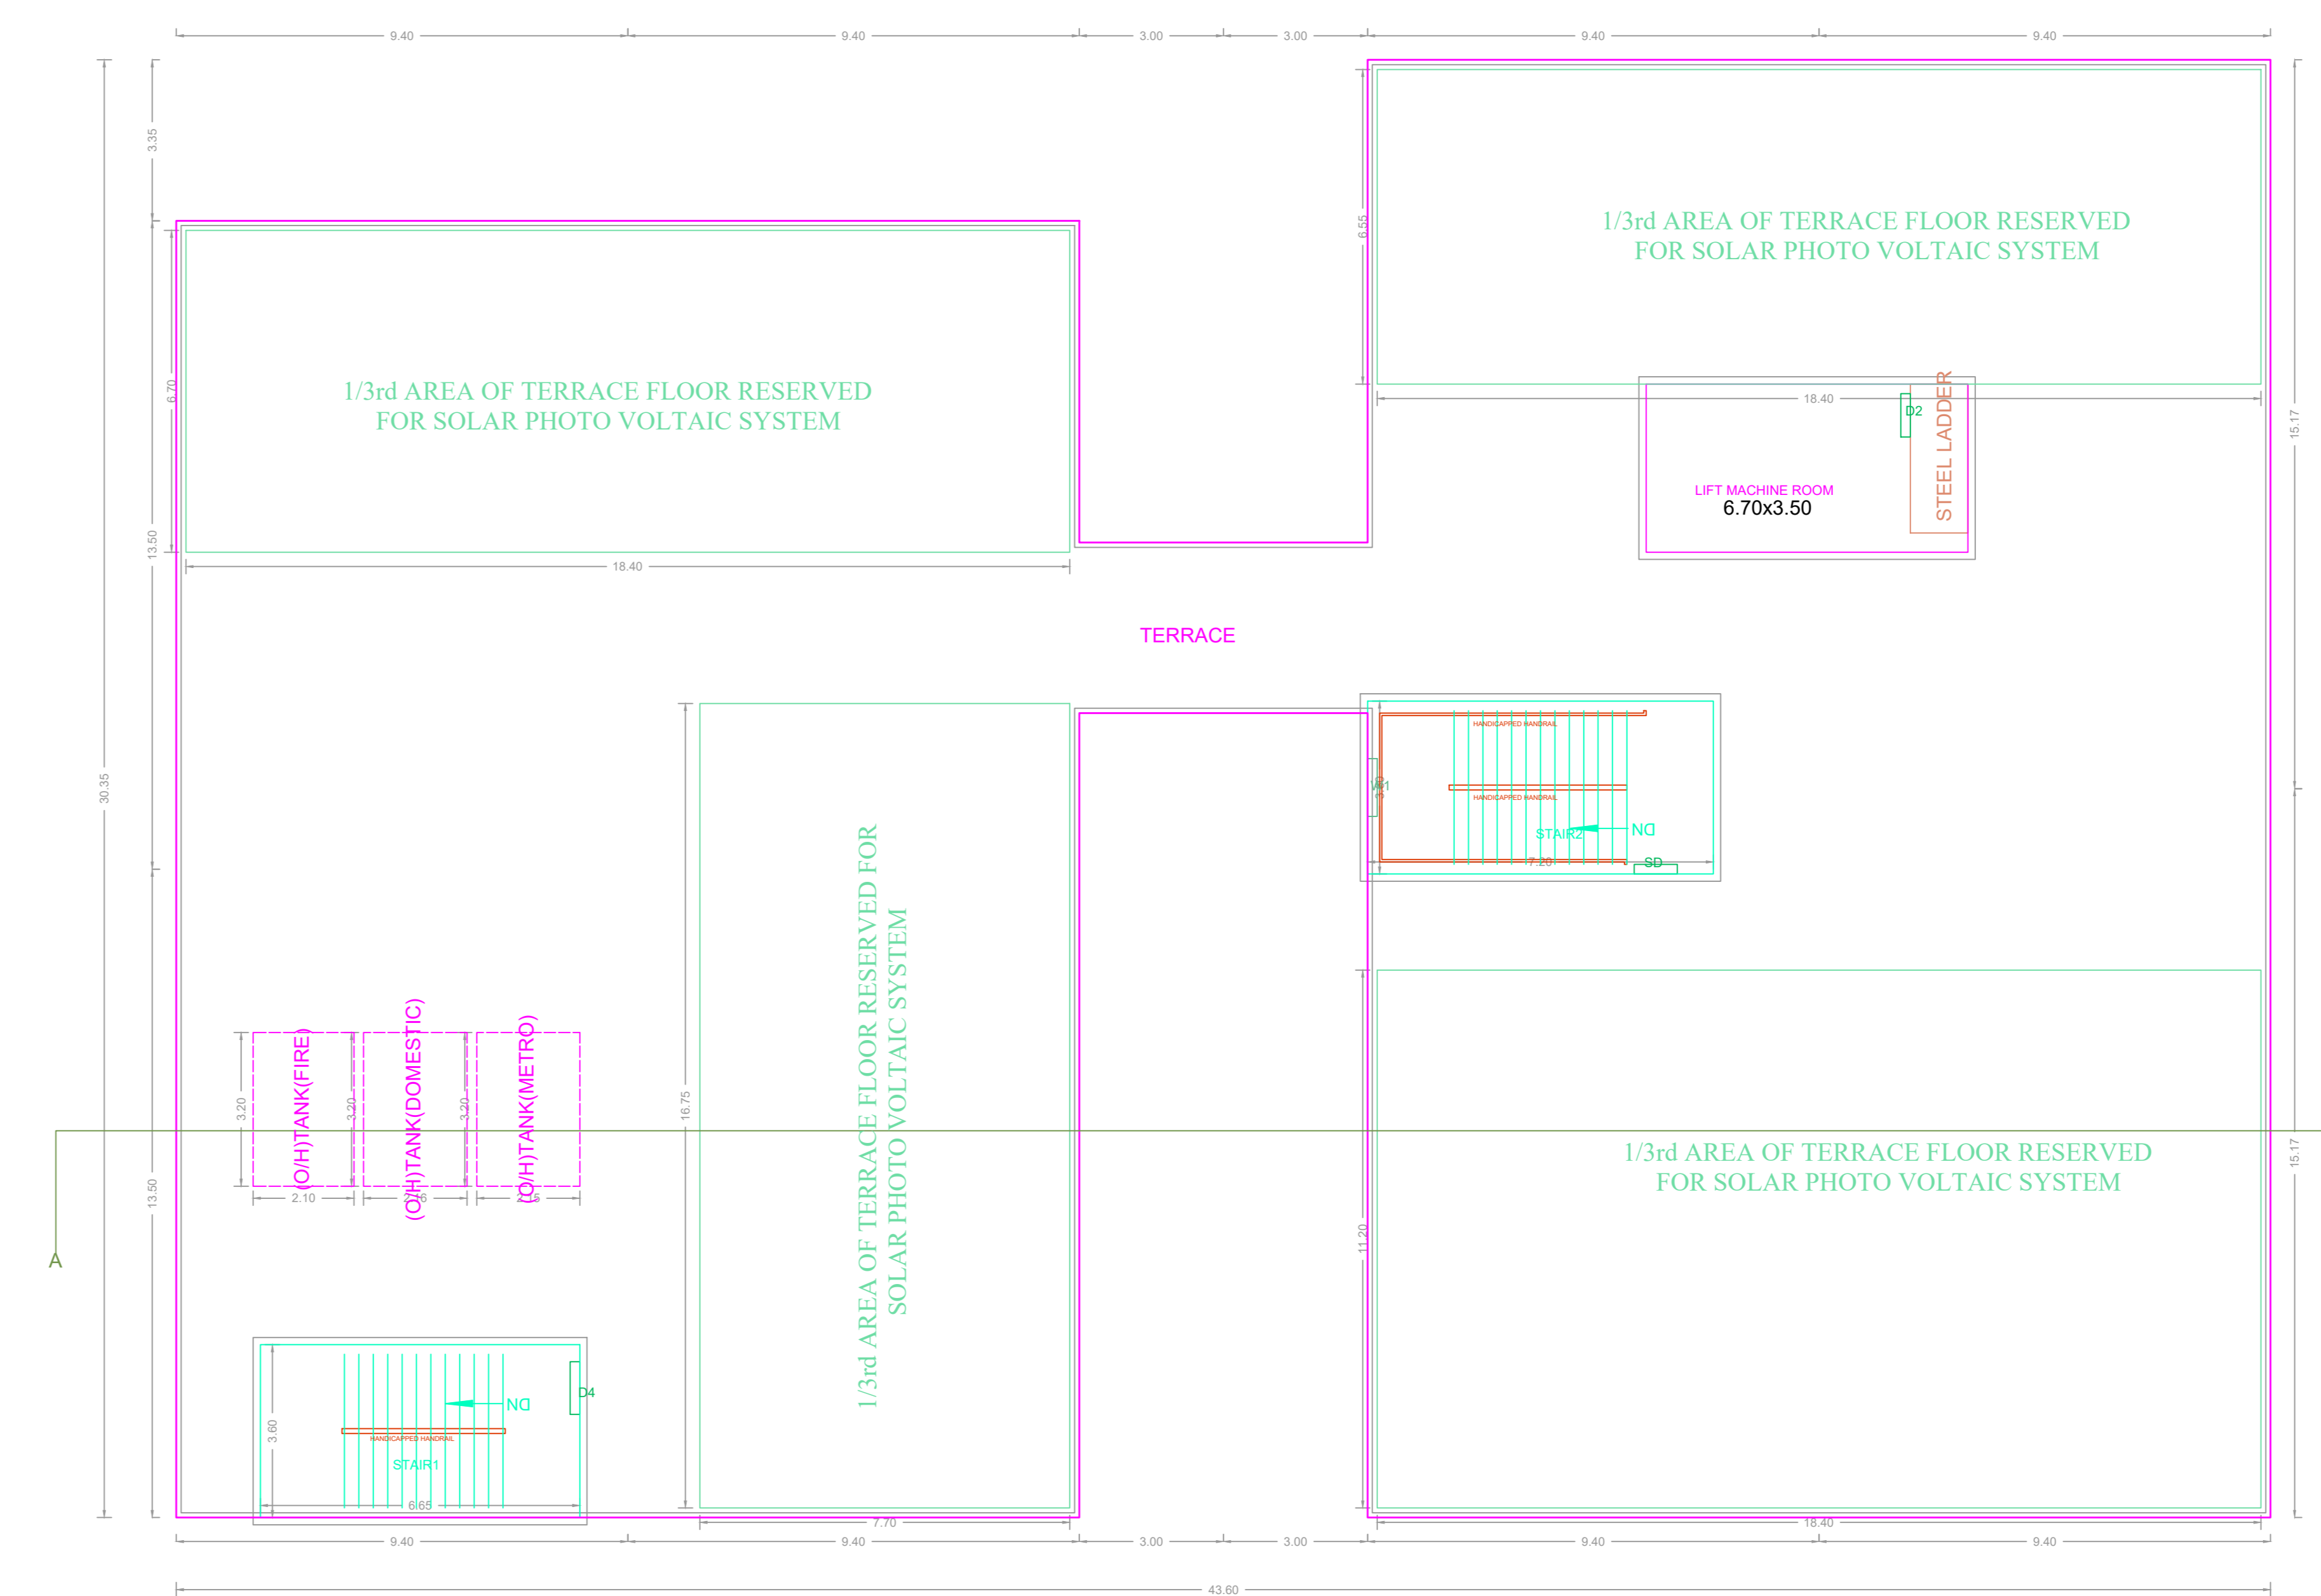 9.40 9.40 3.00 3.00 9.40 9.40
3.35
6.55
1/3rd AREA OF TERRACE FLOOR RESERVED
FOR SOLAR PHOTO VOLTAIC SYSTEM
6.70
1/3rd AREA OF TERRACE FLOOR RESERVED
FOR SOLAR PHOTO VOLTAIC SYSTEM
18.40
D2
STEEL LADDER
15.17
LIFT MACHINE ROOM
6.70x3.50
13.50
18.40
TERRACE
HANDICAPPED HANDRAIL
30.35
HANDICAPPED HANDRAIL
STAIR2
DN
7.20
SD
1/3rd AREA OF TERRACE FLOOR RESERVED FOR
SOLAR PHOTO VOLTAIC SYSTEM
16.75
(O/H)TANK(FIRE)
(O/H)TANK(DOMESTIC)
(O/H)TANK(METRO)
3.20
3.20
3.20
2.10
13.50
1/3rd AREA OF TERRACE FLOOR RESERVED
FOR SOLAR PHOTO VOLTAIC SYSTEM
15.17
11.20
A
D4
DN
3.60
HANDICAPPED HANDRAIL
STAIR1
6.65
7.70
18.40
9.40 9.40 3.00 3.00 9.40 9.40
43.60